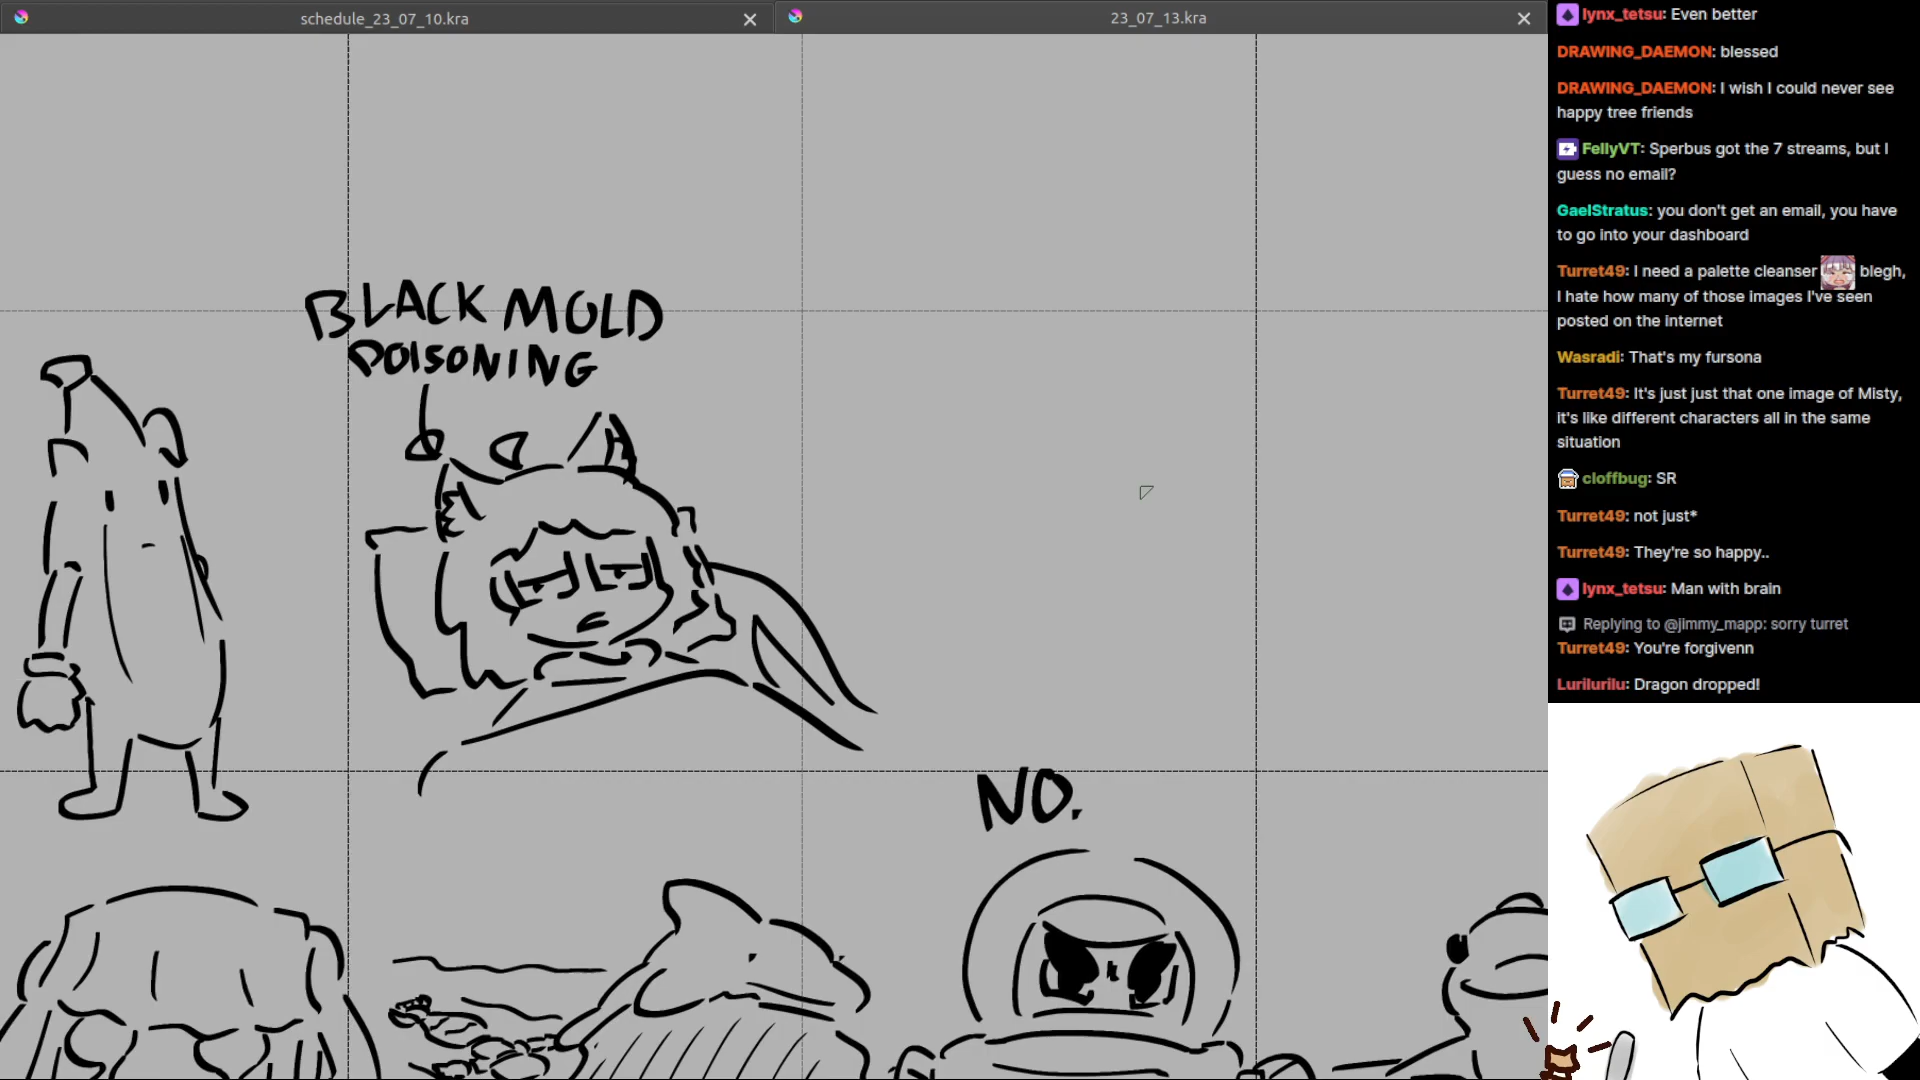 schedule_23_07_10.kra
23_07_13.kra
BLACK MOLD
POISONING
NO.
lynx_tetsu: Even better
DRAWING_DAEMON: blessed
DRAWING_DAEMON: I wish I could never see
happy tree friends
FellyVT: Sperbus got the 7 streams, but I
guess no email?
GaelStratus: you don't get an email, you have
to go into your dashboard
Turret49: I need a palette cleanser blegh,
I hate how many of those images I've seen
posted on the internet
Wasradi: That's my fursona
Turret49: It's just just that one image of Misty,
it's like different characters all in the same
situation
cloffbug: SR
Turret49: not just*
Turret49: They're so happy..
lynx_tetsu: Man with brain
Replying to @jimmy_mapp: sorry turret
Turret49: You're forgivenn
Lurilurilu: Dragon dropped!